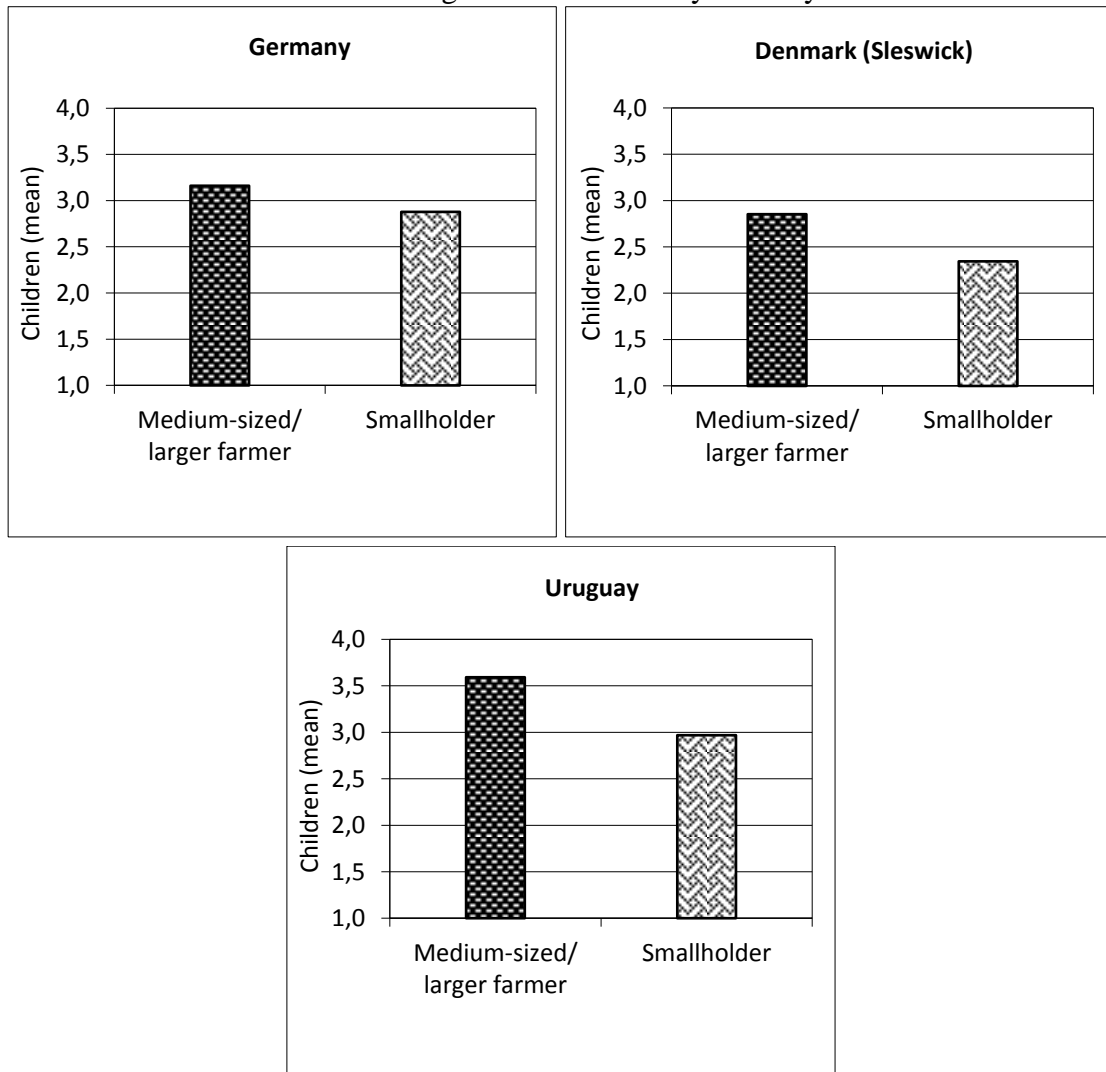 Germany
Children (mean)
4,0
3,5
3,0
2,5
2,0
1,5
1,0
Medium-sized/
larger farmer
Smallholder
Denmark (Sleswick)
Children (mean)
4,0
3,5
3,0
2,5
2,0
1,5
1,0
Medium-sized/
larger farmer
Smallholder
Uruguay
Children (mean)
4,0
3,5
3,0
2,5
2,0
1,5
1,0
Medium-sized/
larger farmer
Smallholder